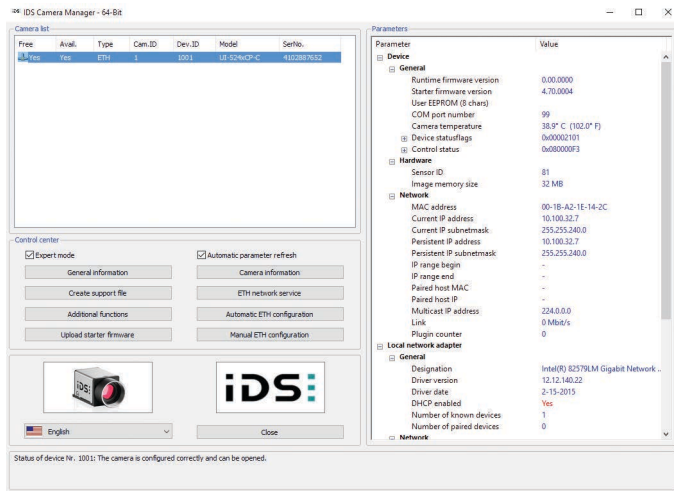 IDS Camera Manager - 64-Bit
Camera list
Free Avail. Type Cam.ID Dev.ID Model SerNo.
Yes Yes ETH 1 1001 UI-524xCP-C 4102887652
Control center
Expert mode Automatic parameter refresh
General information Camera information
Create support file ETH network service
Additional functions Automatic ETH configuration
Upload starter firmware Manual ETH configuration
iDS:
iDS:
English Close
Parameters
Parameter Value
Device
General
Runtime firmware version 0.00.0000
Starter firmware version 4.70.0004
User EEPROM (8 chars)
COM port number 99
Camera temperature 38.9° C (102.0° F)
Device statusflags 0x00002101
Control status 0x080000F3
Hardware
Sensor ID 81
Image memory size 32 MB
Network
MAC address 00-1B-A2-1E-14-2C
Current IP address 10.100.32.7
Current IP subnetmask 255.255.240.0
Persistent IP address 10.100.32.7
Persistent IP subnetmask 255.255.240.0
IP range begin -
IP range end -
Paired host MAC -
Paired host IP -
Multicast IP address 224.0.0.0
Link 0 Mbit/s
Plugin counter 0
Local network adapter
General
Designation Intel(R) 82579LM Gigabit Network ..
Driver version 12.12.140.22
Driver date 2-15-2015
DHCP enabled Yes
Number of known devices 1
Number of paired devices 0
Network
Status of device Nr. 1001: The camera is configured correctly and can be opened.